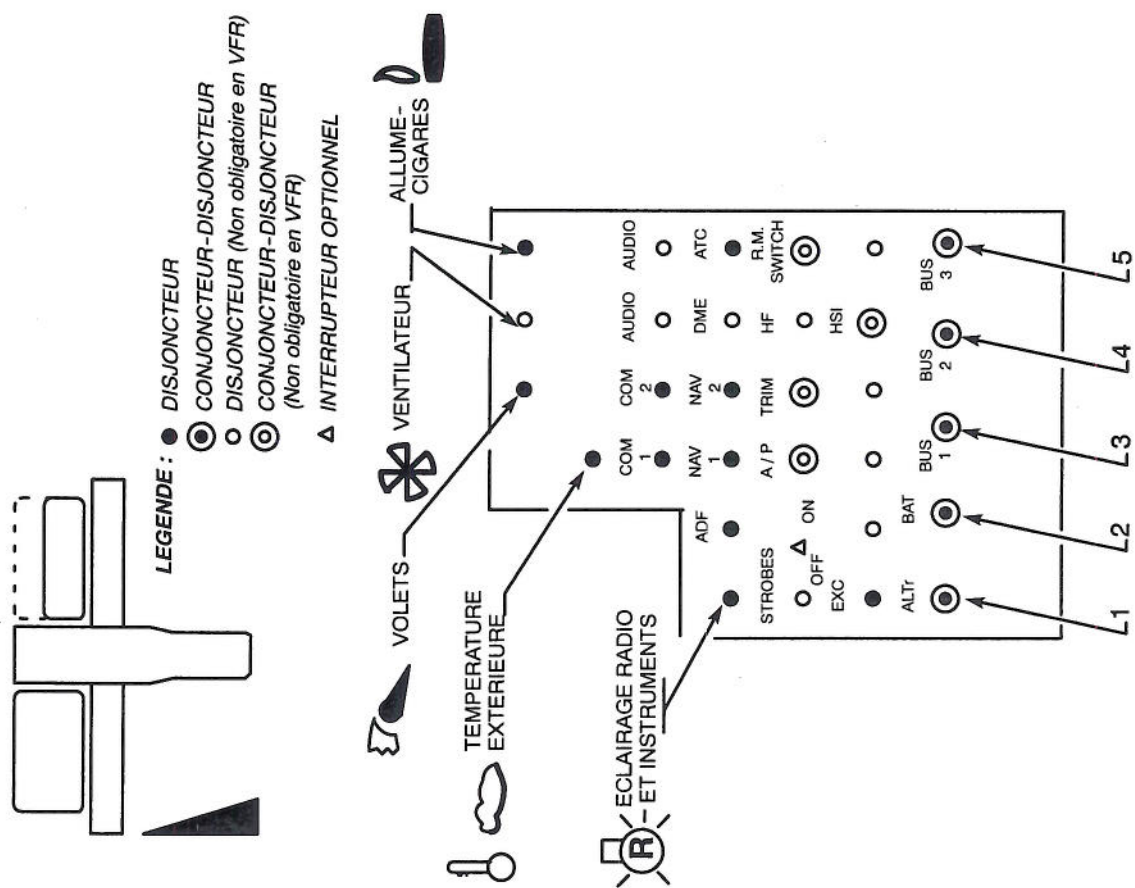 LEGENDE :
DISJONCTEUR
CONJONCTEUR-DISJONCTEUR
DISJONCTEUR (Non obligatoire en VFR)
CONJONCTEUR-DISJONCTEUR
(Non obligatoire en VFR)
INTERRUPTEUR OPTIONNEL
VOLETS
VENTILATEUR
ALLUME-
CIGARES
TEMPERATURE
EXTERIEURE
R
ECLAIRAGE RADIO
ET INSTRUMENTS
COM
1
COM
2
AUDIO
AUDIO
ADF
NAV
1
NAV
2
DME
ATC
STROBES
A / P
TRIM
HF
R.M.
SWITCH
OFF
ON
EXC
HSI
ALTr
BAT
BUS
1
BUS
2
BUS
3
1
2
3
4
5